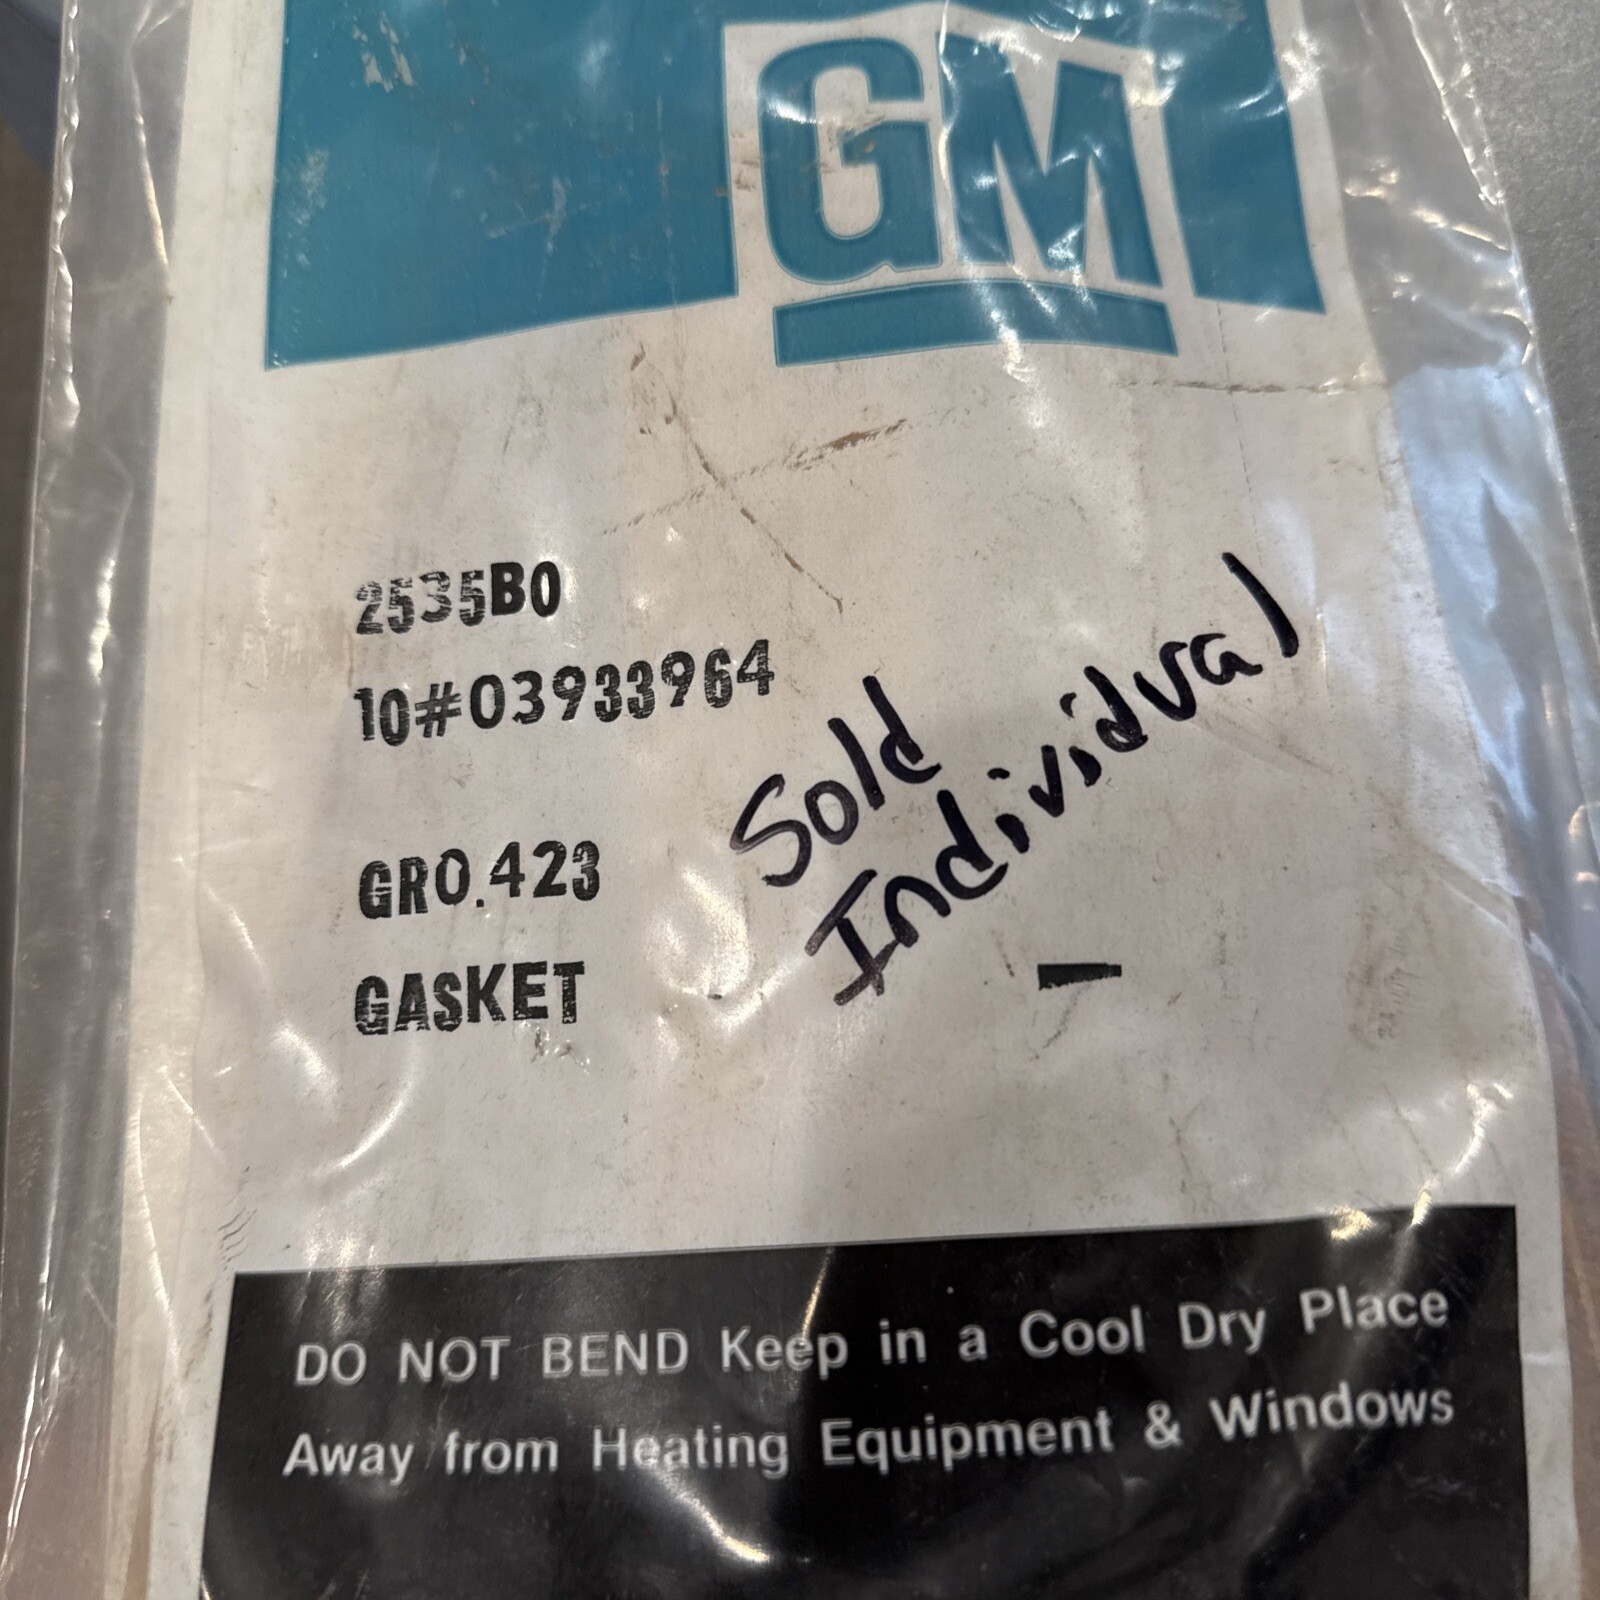 GM
2535B0
10#03933964
GRO.423
GASKET
Sold
Individual
DO NOT BEND Keep in a Cool Dry Place
Away from Heating Equipment & Windows